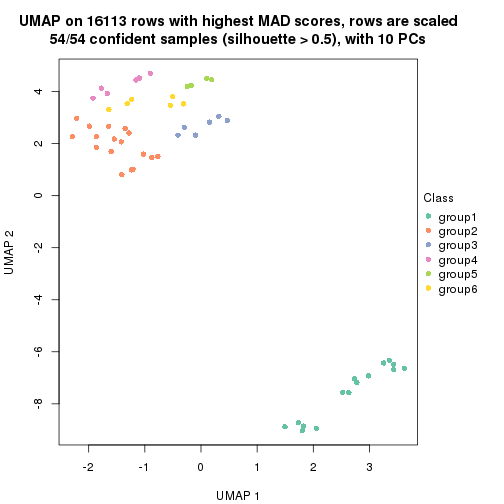 UMAP on 16113 rows with highest MAD scores, rows are scaled
54/54 confident samples (silhouette > 0.5), with 10 PCs
4
2
0
-2
-4
-6
-8
UMAP 2
-2
-1
0
1
2
3
UMAP 1
Class
group1
group2
group3
group4
group5
group6